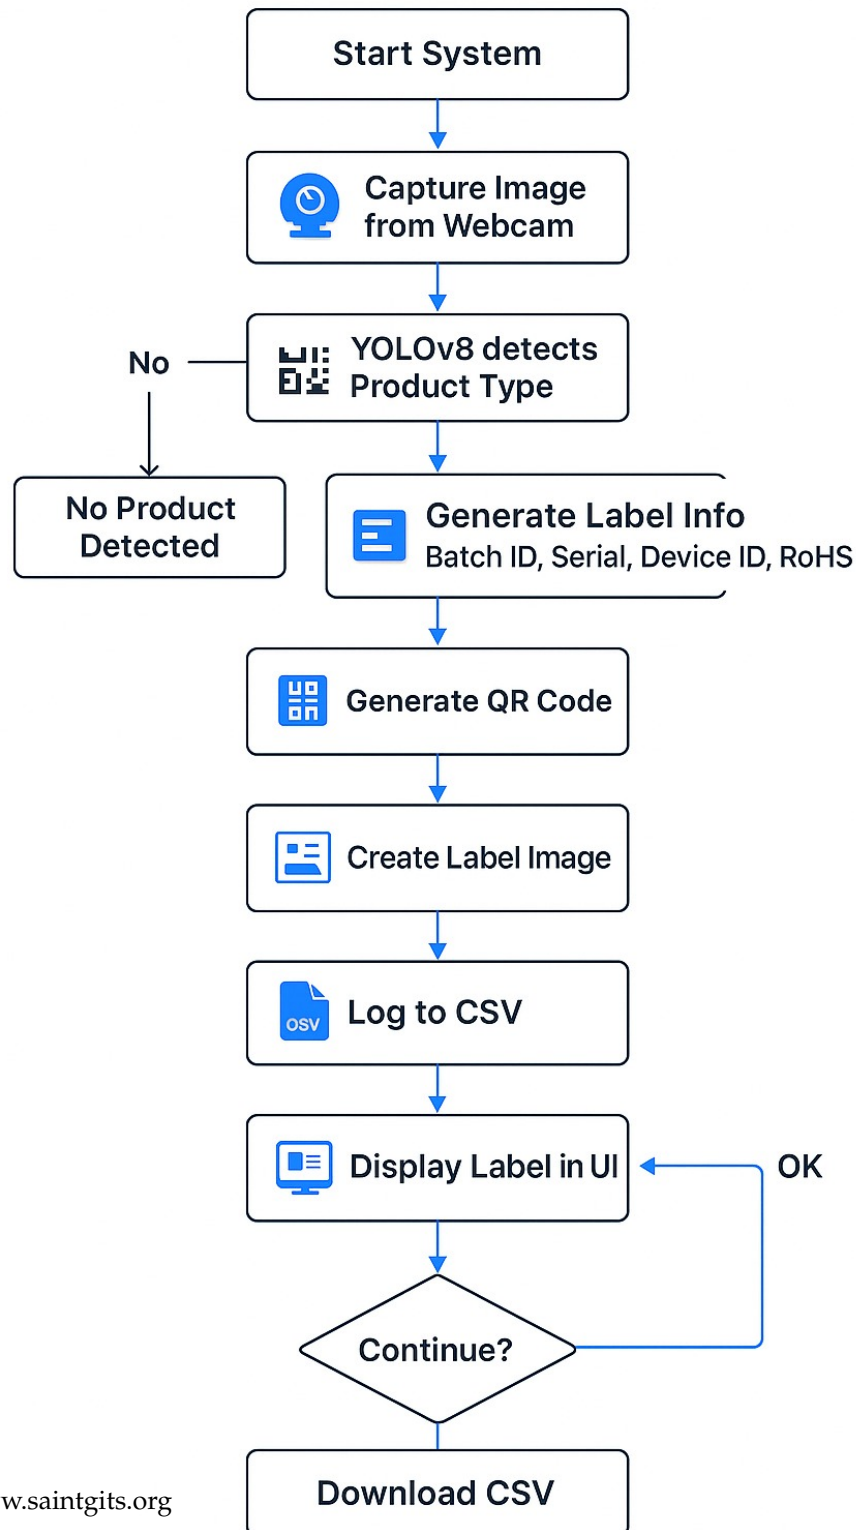 Start System
Capture Image
from Webcam
YOLOv8 detects
Product Type
No
No Product
Detected
Generate Label Info
Batch ID, Serial, Device ID, RoHS
Generate QR Code
Create Label Image
OSV
Log to CSV
Display Label in UI
OK
Continue?
Download CSV
w.saintgits.org